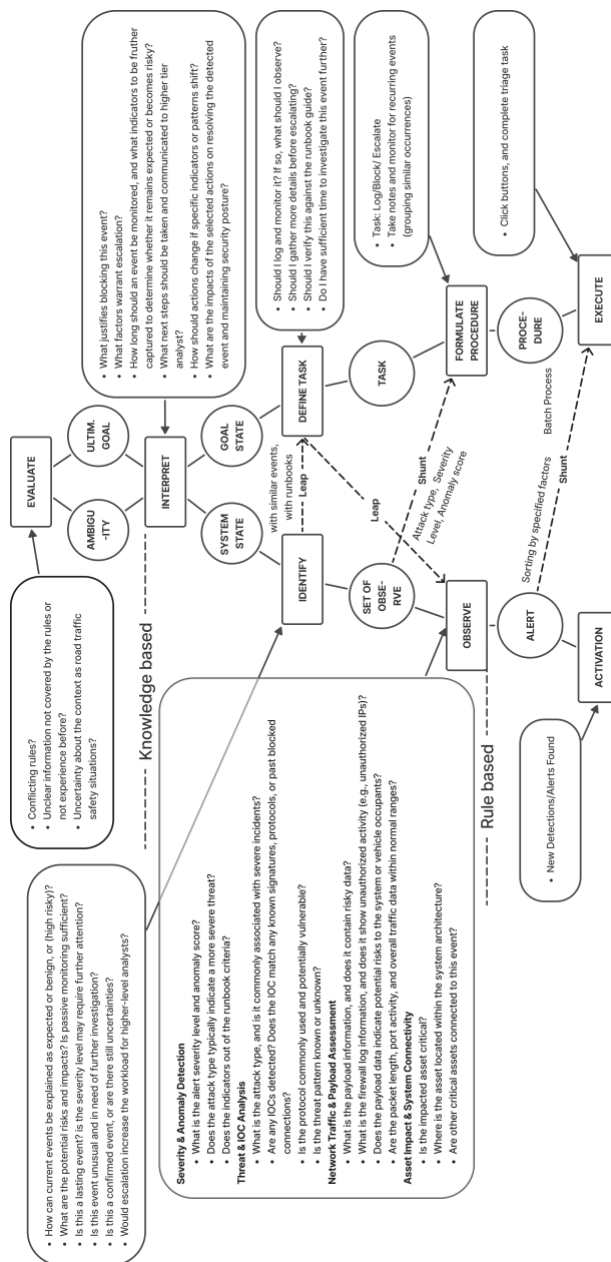 • How can current events be explained as expected or benign, or (high risky)?
• What are the potential risks and impacts? Is passive monitoring sufficient?
• Is this a lasting event? is the severity level may require further attention?
• Is this event unusual and in need of further investigation?
• Is this a confirmed event, or are there still uncertainties?
• Would escalation increase the workload for higher-level analysts?
• Conflicting rules?
• Unclear information not covered by the rules or
not experience before?
• Uncertainty about the context as road traffic
safety situations?
EVALUATE
AMBIGU
-ITY
ULTIM.
GOAL
INTERPRET
• What justifies blocking this event?
• What factors warrant escalation?
• How long should an event be monitored, and what indicators to be fruther
captured to determine whether it remains expected or becomes risky?
• What next steps should be taken and communicated to higher tier
analyst?
• How should actions change if specific indicators or patterns shift?
• What are the impacts of the selected actions on resolving the detected
event and maintaining security posture?
Knowledge based
SYSTEM
STATE
GOAL
STATE
Severity & Anomaly Detection
• What is the alert severity level and anomaly score?
• Does the attack type typically indicate a more severe threat?
• Does the indicators out of the runbook criteria?
Threat & IOC Analysis
• What is the attack type, and is it commonly associated with severe incidents?
• Are any IOCs detected? Does the IOC match any known signatures, protocols, or past blocked
connections?
• Is the protocol commonly used and potentially vulnerable?
• Is the threat pattern known or unknown?
Network Traffic & Payload Assessment
• What is the payload information, and does it contain risky data?
• What is the firewall log information, and does it show unauthorized activity (e.g., unauthorized IPs)?
• Does the payload data indicate potential risks to the system or vehicle occupants?
• Are the packet length, port activity, and overall traffic data within normal ranges?
Asset Impact & System Connectivity
• Is the impacted asset critical?
• Where is the asset located within the system architecture?
• Are other critical assets connected to this event?
IDENTIFY
with similar events,
with runbooks
Leap
DEFINE TASK
• Should I log and monitor it? If so, what should I observe?
• Should I gather more details before escalating?
• Should I verify this against the runbook guide?
• Do I have sufficient time to investigate this event further?
SET OF
OBSE-
RVE
Leap
TASK
Shunt
Attack type, Severity
Level, Anomaly score
OBSERVE
FORMULATE
PROCEDURE
• Task: Log/Block/ Escalate
• Take notes and monitor for recurring events
(grouping similar occurrences)
Rule based
ALERT
Sorting by specified factors
Shunt
Batch Process
PROCE-
DURE
ACTIVATION
EXECUTE
• New Detections/Alerts Found
• Click buttons, and complete triage task